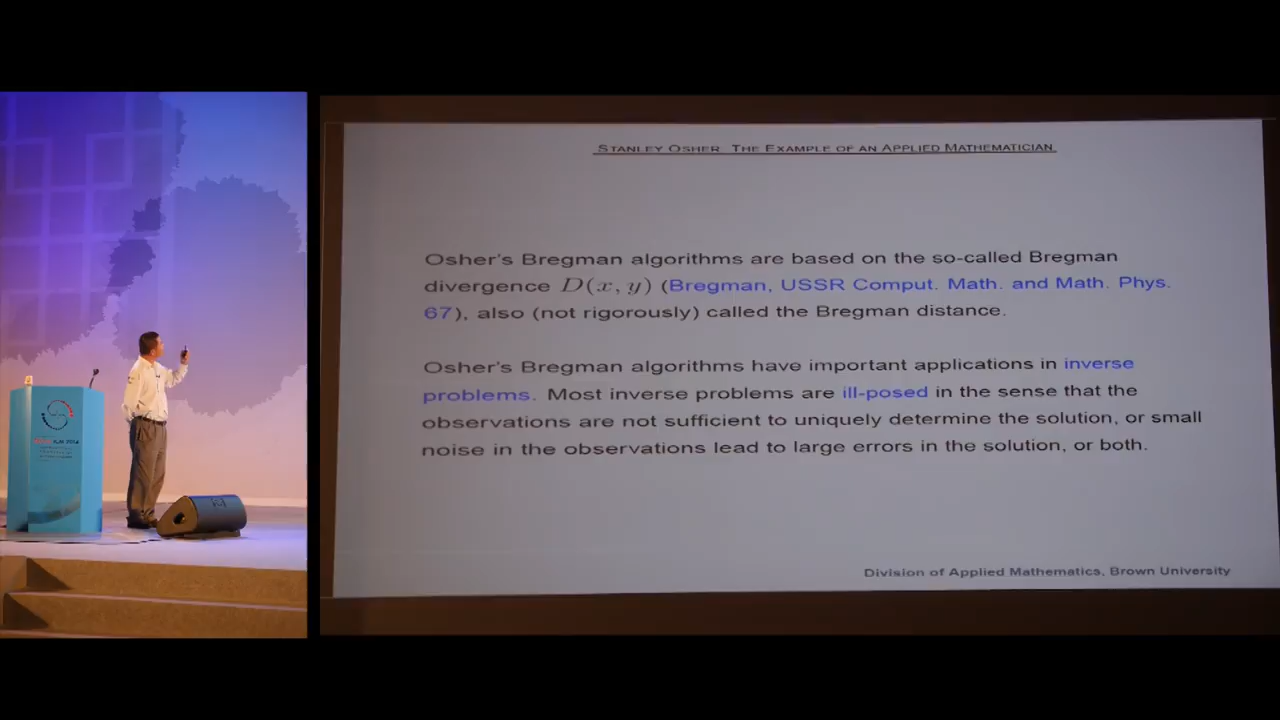 STANLEY OSHER: THE EXAMPLE OF AN APPLIED MATHEMATICIAN
Osher's Bregman algorithms are based on the so-called Bregman
divergence D(x, y) (Bregman, USSR Comput. Math. and Math. Phys.
67), also (not rigorously) called the Bregman distance.
Osher's Bregman algorithms have important applications in inverse
problems. Most inverse problems are ill-posed in the sense that the
observations are not sufficient to uniquely determine the solution, or small
noise in the observations lead to large errors in the solution, or both.
Division of Applied Mathematics, Brown University